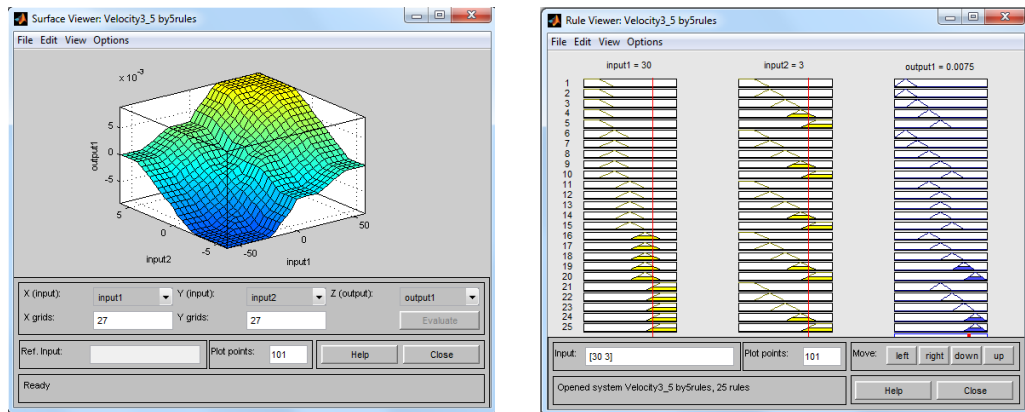 Surface Viewer: Velocity3_5 by5rules
File Edit View Options
x 10^-3
5
0
-5
output1
5
0
-5
input2
-50
0
50
input1
X (input):
input1
Y (input):
input2
Z (output):
output1
X grids:
27
Y grids:
27
Evaluate
Ref. Input:
Plot points:
101
Help
Close
Ready
Rule Viewer: Velocity3_5 by5rules
File Edit View Options
input1 = 30
input2 = 3
output1 = 0.0075
1
2
3
4
5
6
7
8
9
10
11
12
13
14
15
16
17
18
19
20
21
22
23
24
25
Input:
[30 3]
Plot points:
101
Move:
left
right
down
up
Opened system Velocity3_5 by5rules, 25 rules
Help
Close